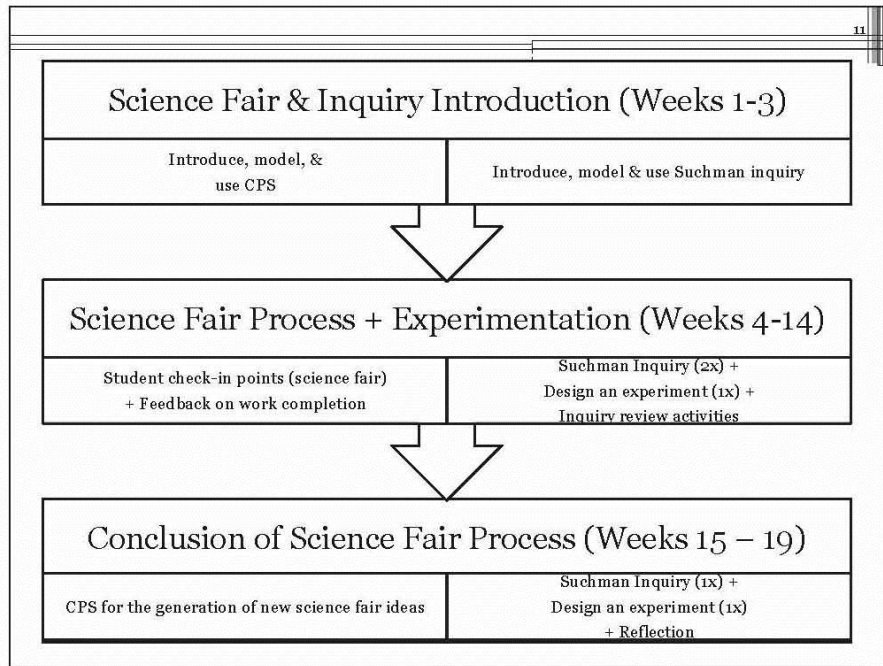 11
Science Fair & Inquiry Introduction (Weeks 1-3)
Introduce, model, &
use CPS
Introduce, model & use Suchman inquiry
Science Fair Process + Experimentation (Weeks 4-14)
Student check-in points (science fair)
+ Feedback on work completion
Suchman Inquiry (2x) +
Design an experiment (1x) +
Inquiry review activities
Conclusion of Science Fair Process (Weeks 15 – 19)
CPS for the generation of new science fair ideas
Suchman Inquiry (1x) +
Design an experiment (1x)
+ Reflection